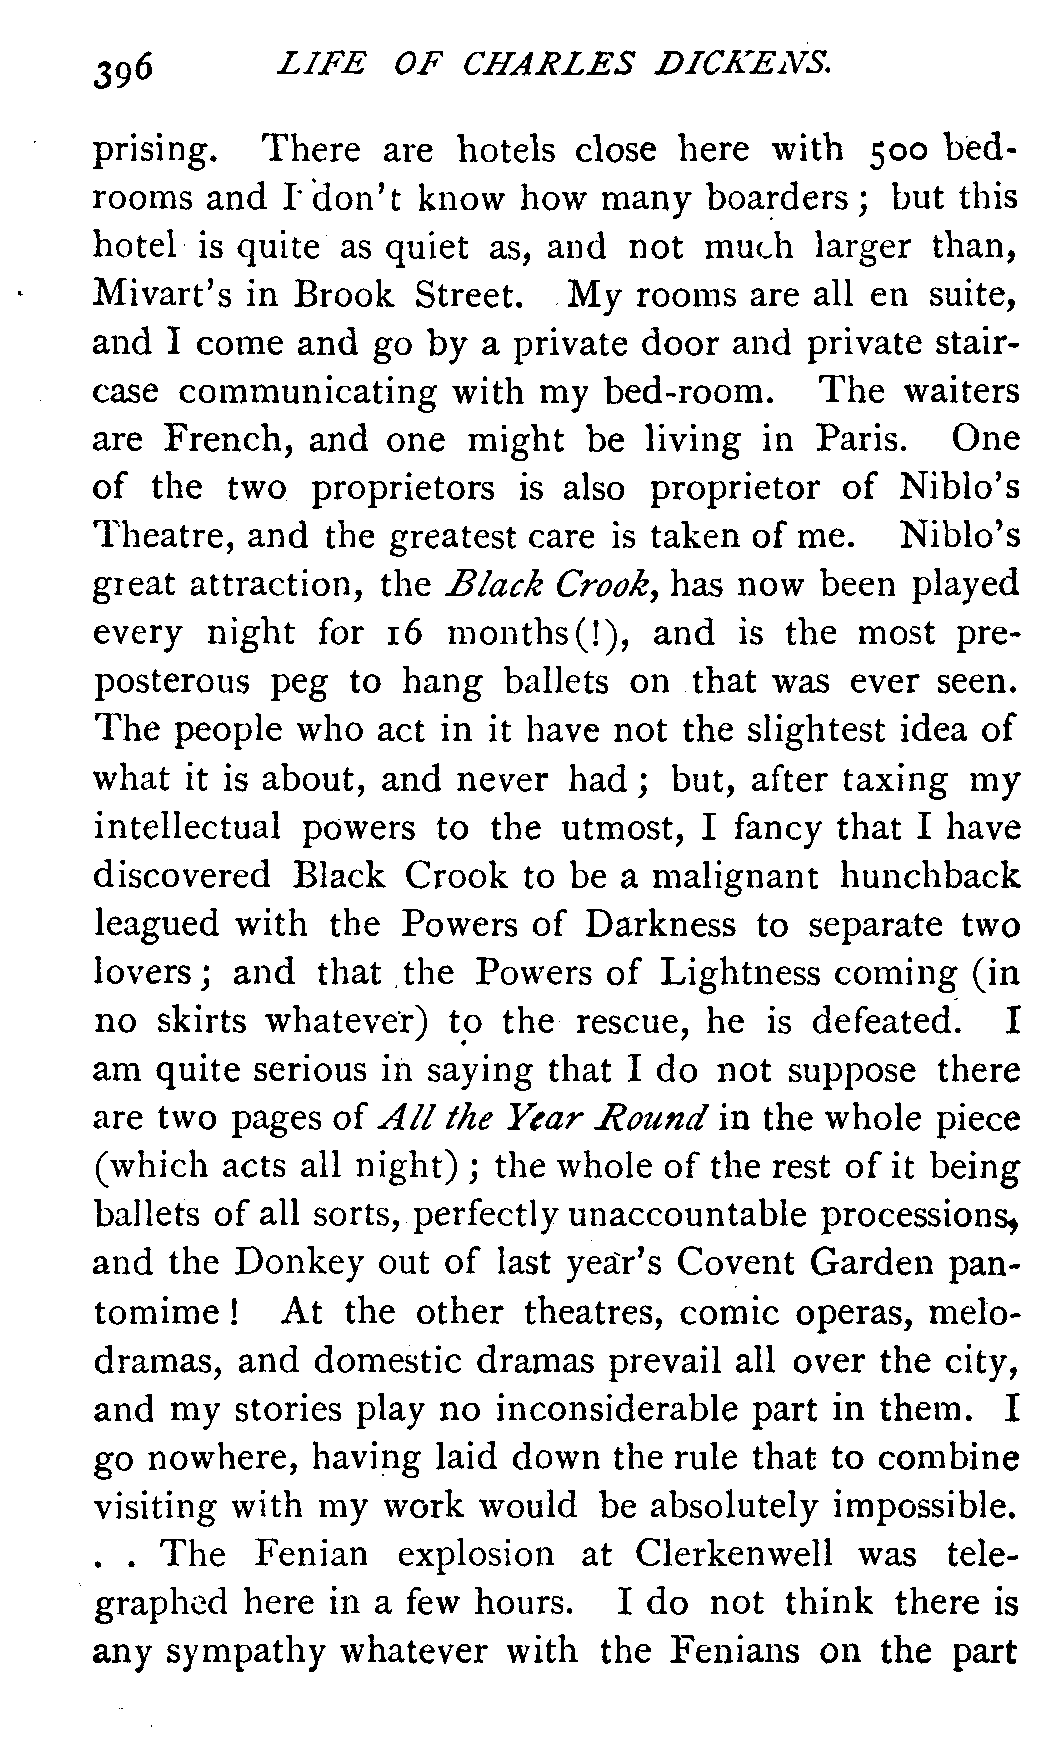 396 LIFE OF CHARLES DICKENS.
prising. There are hotels close here with 500 bed-
rooms and I don't know how many boarders ; but this
hotel is quite as quiet as, and not much larger than,
Mivart's in Brook Street. My rooms are all en suite,
and I come and go by a private door and private stair-
case communicating with my bed-room. The waiters
are French, and one might be living in Paris. One
of the two proprietors is also proprietor of Niblo's
Theatre, and the greatest care is taken of me. Niblo's
great attraction, the Black Crook, has now been played
every night for 16 months(!), and is the most pre-
posterous peg to hang ballets on that was ever seen.
The people who act in it have not the slightest idea of
what it is about, and never had ; but, after taxing my
intellectual powers to the utmost, I fancy that I have
discovered Black Crook to be a malignant hunchback
leagued with the Powers of Darkness to separate two
lovers ; and that the Powers of Lightness coming (in
no skirts whatever) to the rescue, he is defeated. I
am quite serious in saying that I do not suppose there
are two pages of All the Year Round in the whole piece
(which acts all night) ; the whole of the rest of it being
ballets of all sorts, perfectly unaccountable processions,
and the Donkey out of last year's Covent Garden pan-
tomime ! At the other theatres, comic operas, melo-
dramas, and domestic dramas prevail all over the city,
and my stories play no inconsiderable part in them. I
go nowhere, having laid down the rule that to combine
visiting with my work would be absolutely impossible.
. . The Fenian explosion at Clerkenwell was tele-
graphed here in a few hours. I do not think there is
any sympathy whatever with the Fenians on the part